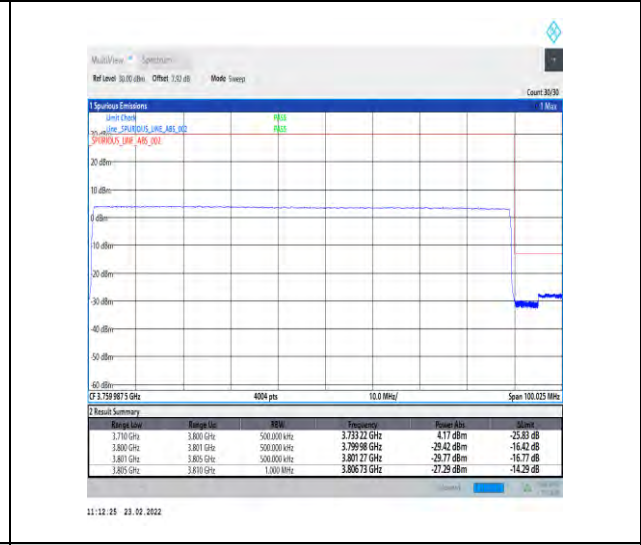 MultiView Spectrum
Ref Level 30.00 dBm Offset 7.92 dB Mode Sweep
Count 30/30
1 Spurious Emissions 1 Max
Limit Check PASS
Line _SPURIOUS_LINE_ABS_002 PASS
_SPURIOUS_LINE_ABS_002
20 dBm
10 dBm
0 dBm
-10 dBm
-20 dBm
-30 dBm
-40 dBm
-50 dBm
-60 dBm
CF 3.759 987 5 GHz 4004 pts 10.0 MHz/ Span 100.025 MHz
2 Result Summary
Range Low Range Up RBW Frequency Power Abs ΔLimit
3.710 GHz 3.800 GHz 500.000 kHz 3.733 22 GHz 4.17 dBm -25.83 dB
3.800 GHz 3.801 GHz 500.000 kHz 3.799 98 GHz -29.42 dBm -16.42 dB
3.801 GHz 3.805 GHz 500.000 kHz 3.801 27 GHz -29.77 dBm -16.77 dB
3.805 GHz 3.810 GHz 1.000 MHz 3.806 73 GHz -27.29 dBm -14.29 dB
11:12:25 23.02.2022